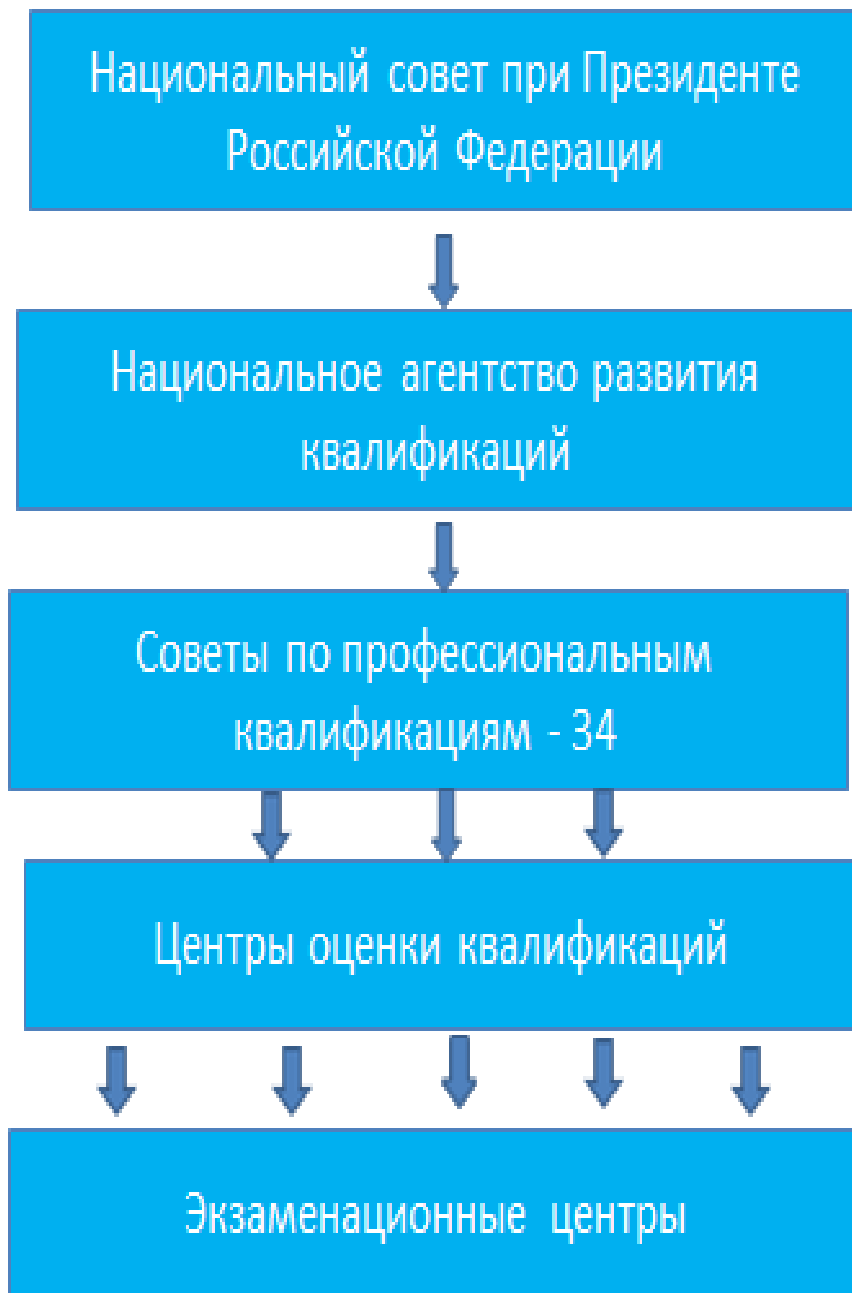 Национальный совет при Президенте
Российской Федерации
Национальное агентство развития
квалификаций
Советы по профессиональным
квалификациям - 34
Центры оценки квалификаций
Экзаменационные центры